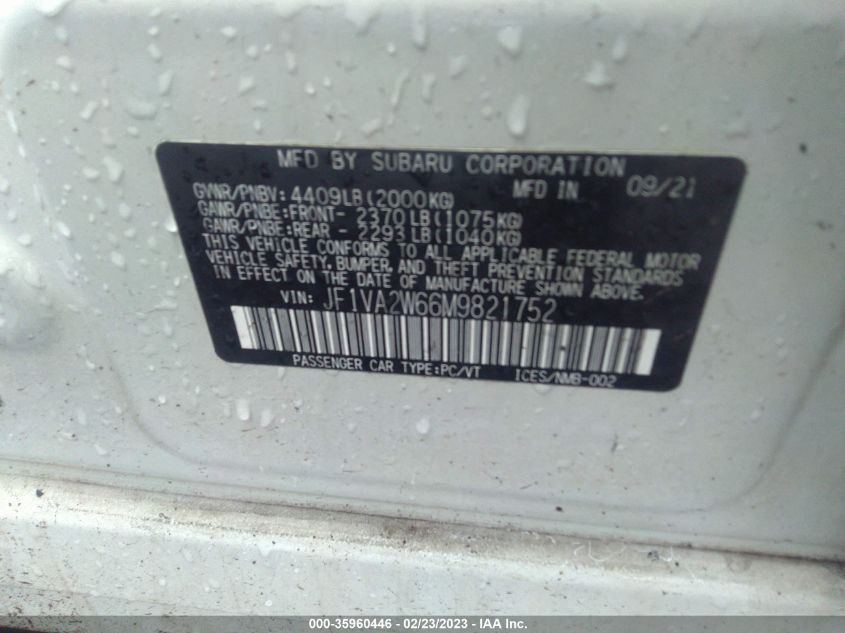 MFD BY SUBARU CORPORATION
GVWR/PNBV: 4409LB(2000KG) MFD IN 09/21
GAWR/PNBE:FRONT- 2370LB(1075KG)
GAWR/PNBE:REAR - 2293LB(1040KG)
THIS VEHICLE CONFORMS TO ALL APPLICABLE FEDERAL MOTOR
VEHICLE SAFETY, BUMPER, AND THEFT PREVENTION STANDARDS
IN EFFECT ON THE DATE OF MANUFACTURE SHOWN ABOVE.
VIN: JF1VA2W66M9821752
PASSENGER CAR TYPE:PC/VT ICES/NMB-002
000-35960446 - 02/23/2023 - IAA Inc.